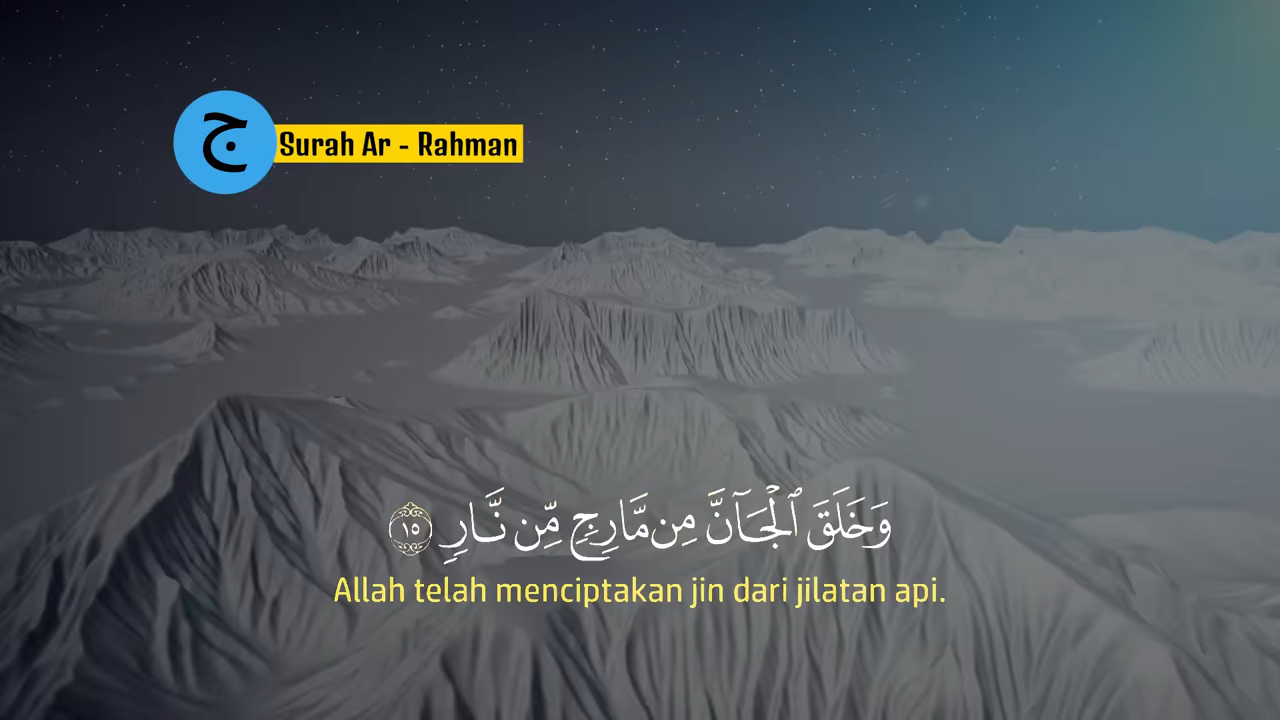 ج
Surah Ar - Rahman
وَخَلَقَ ٱلْجَآنَّ مِن مَّارِجٍ مِّن نَّارٍ ١٥
Allah telah menciptakan jin dari jilatan api.